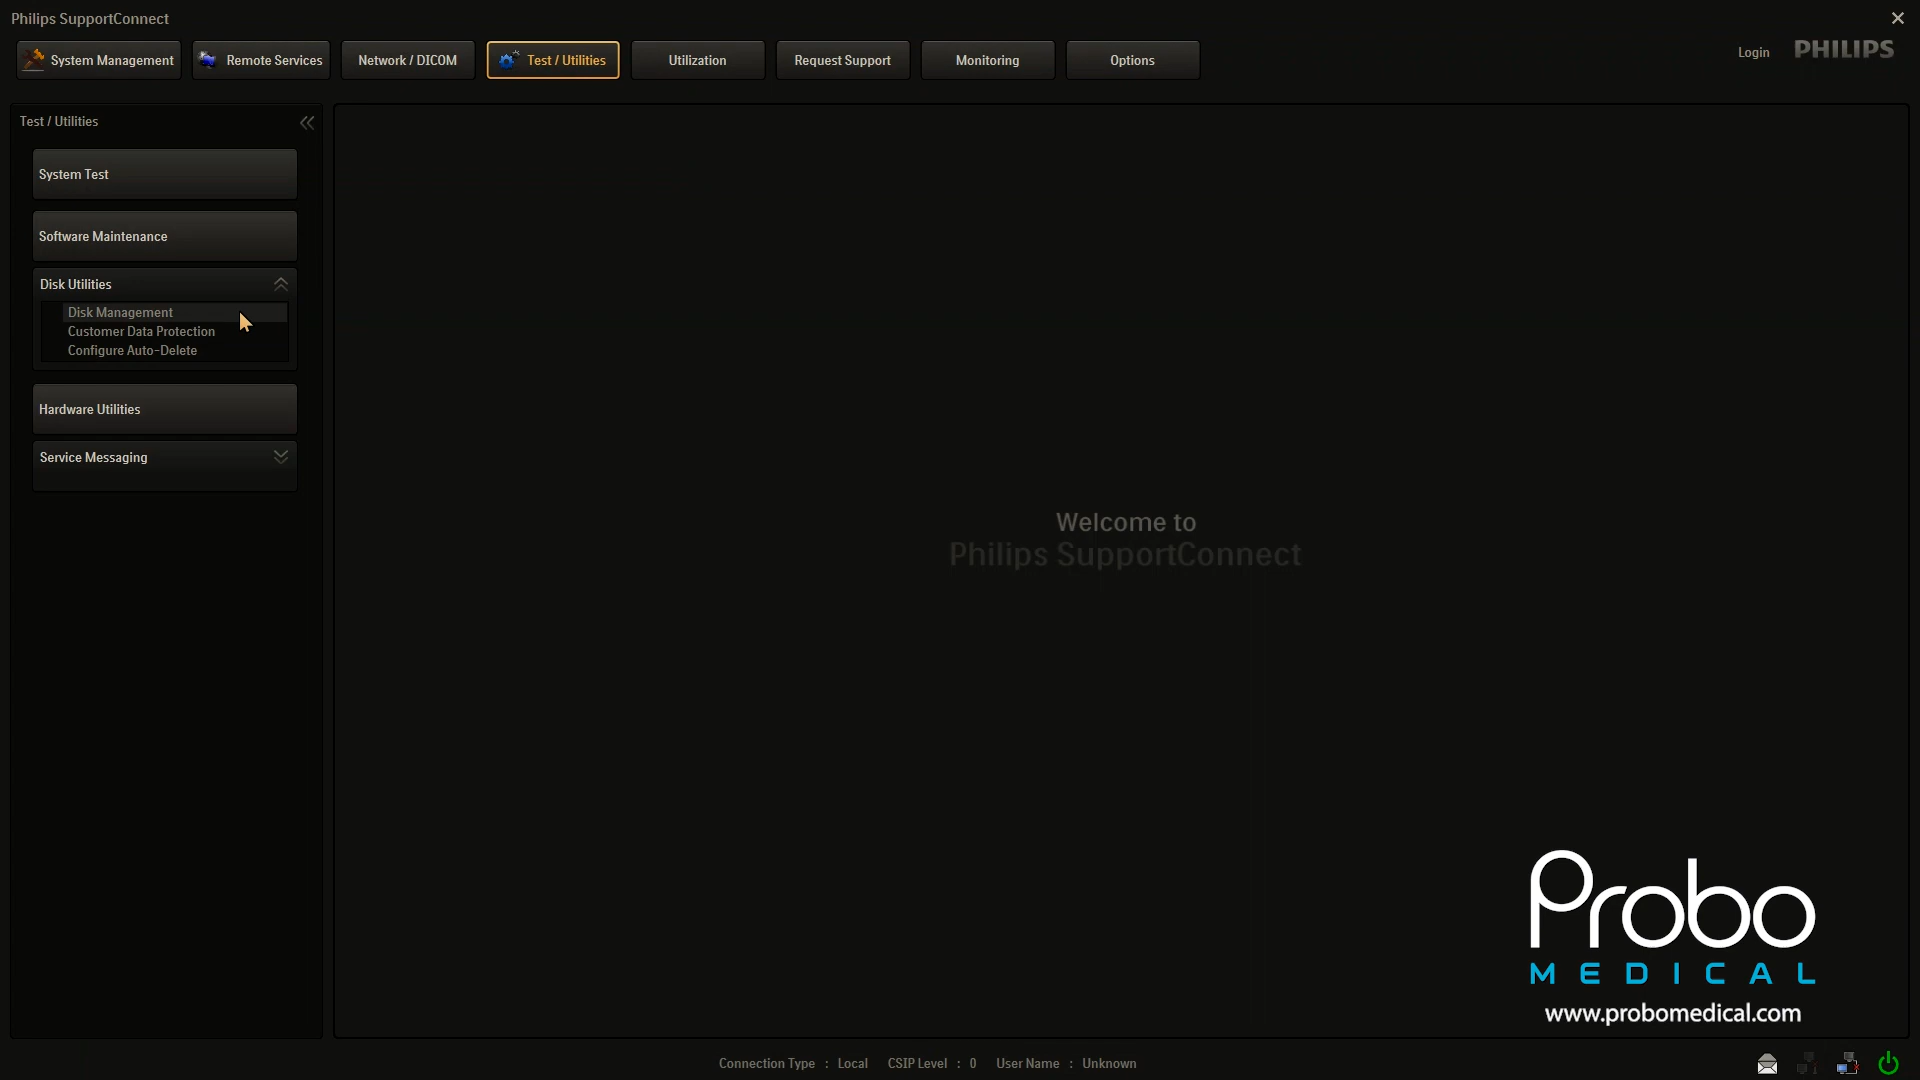 Philips SupportConnect
System Management
Remote Services
Network / DICOM
Test / Utilities
Utilization
Request Support
Monitoring
Options
Login
PHILIPS
Test / Utilities
System Test
Software Maintenance
Disk Utilities
Disk Management
Customer Data Protection
Configure Auto-Delete
Hardware Utilities
Service Messaging
Welcome to
Philips SupportConnect
Probo
MEDICAL
www.probomedical.com
Connection Type : Local CSIP Level : 0 User Name : Unknown